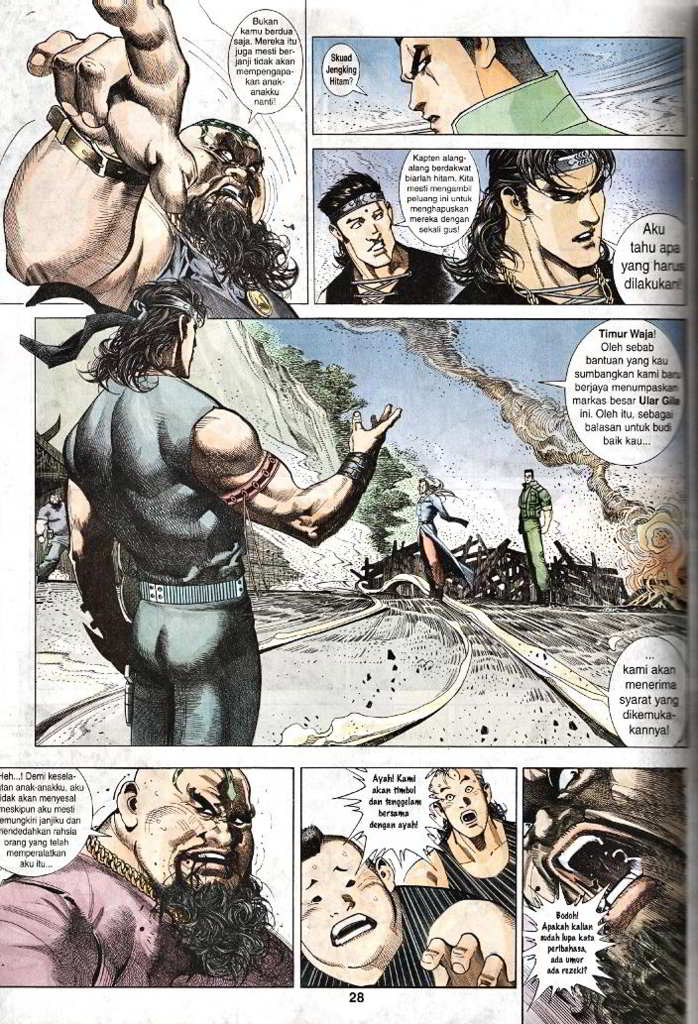 Bukan
kamu berdua
saja. Mereka itu
juga mesti ber-
janji tidak akan
mempengapa-
kan anak-
anakku
nanti!
Skuad
Jengking
Hitam?
Kapten alang-
alang berdakwat
biarlah hitam. Kita
mesti mengambil
peluang ini untuk
menghapuskan
mereka dengan
sekali gus!
Aku
tahu apa
yang harus
dilakukan!
Timur Waja!
Oleh sebab
bantuan yang kau
sumbangkan kami baru
berjaya menumpaskan
markas besar Ular Gila
ini. Oleh itu, sebagai
balasan untuk budi
baik kau...
...
kami akan
menerima
syarat yang
dikemuka-
kannya!
Heh...! Demi kesela-
tan anak-anakku, aku
tidak akan menyesal
meskipun aku mesti
mungkiri janjiku dan
mendedahkan rahsia
orang yang
memperalatkan
aku itu...
Ayah! Kami
akan timbul
dan tenggelam
bersama
dengan ayah!
Bodoh!
Apakah kalian
sudah lupa kata
peribahasa,
ada umur
ada rezeki?
28